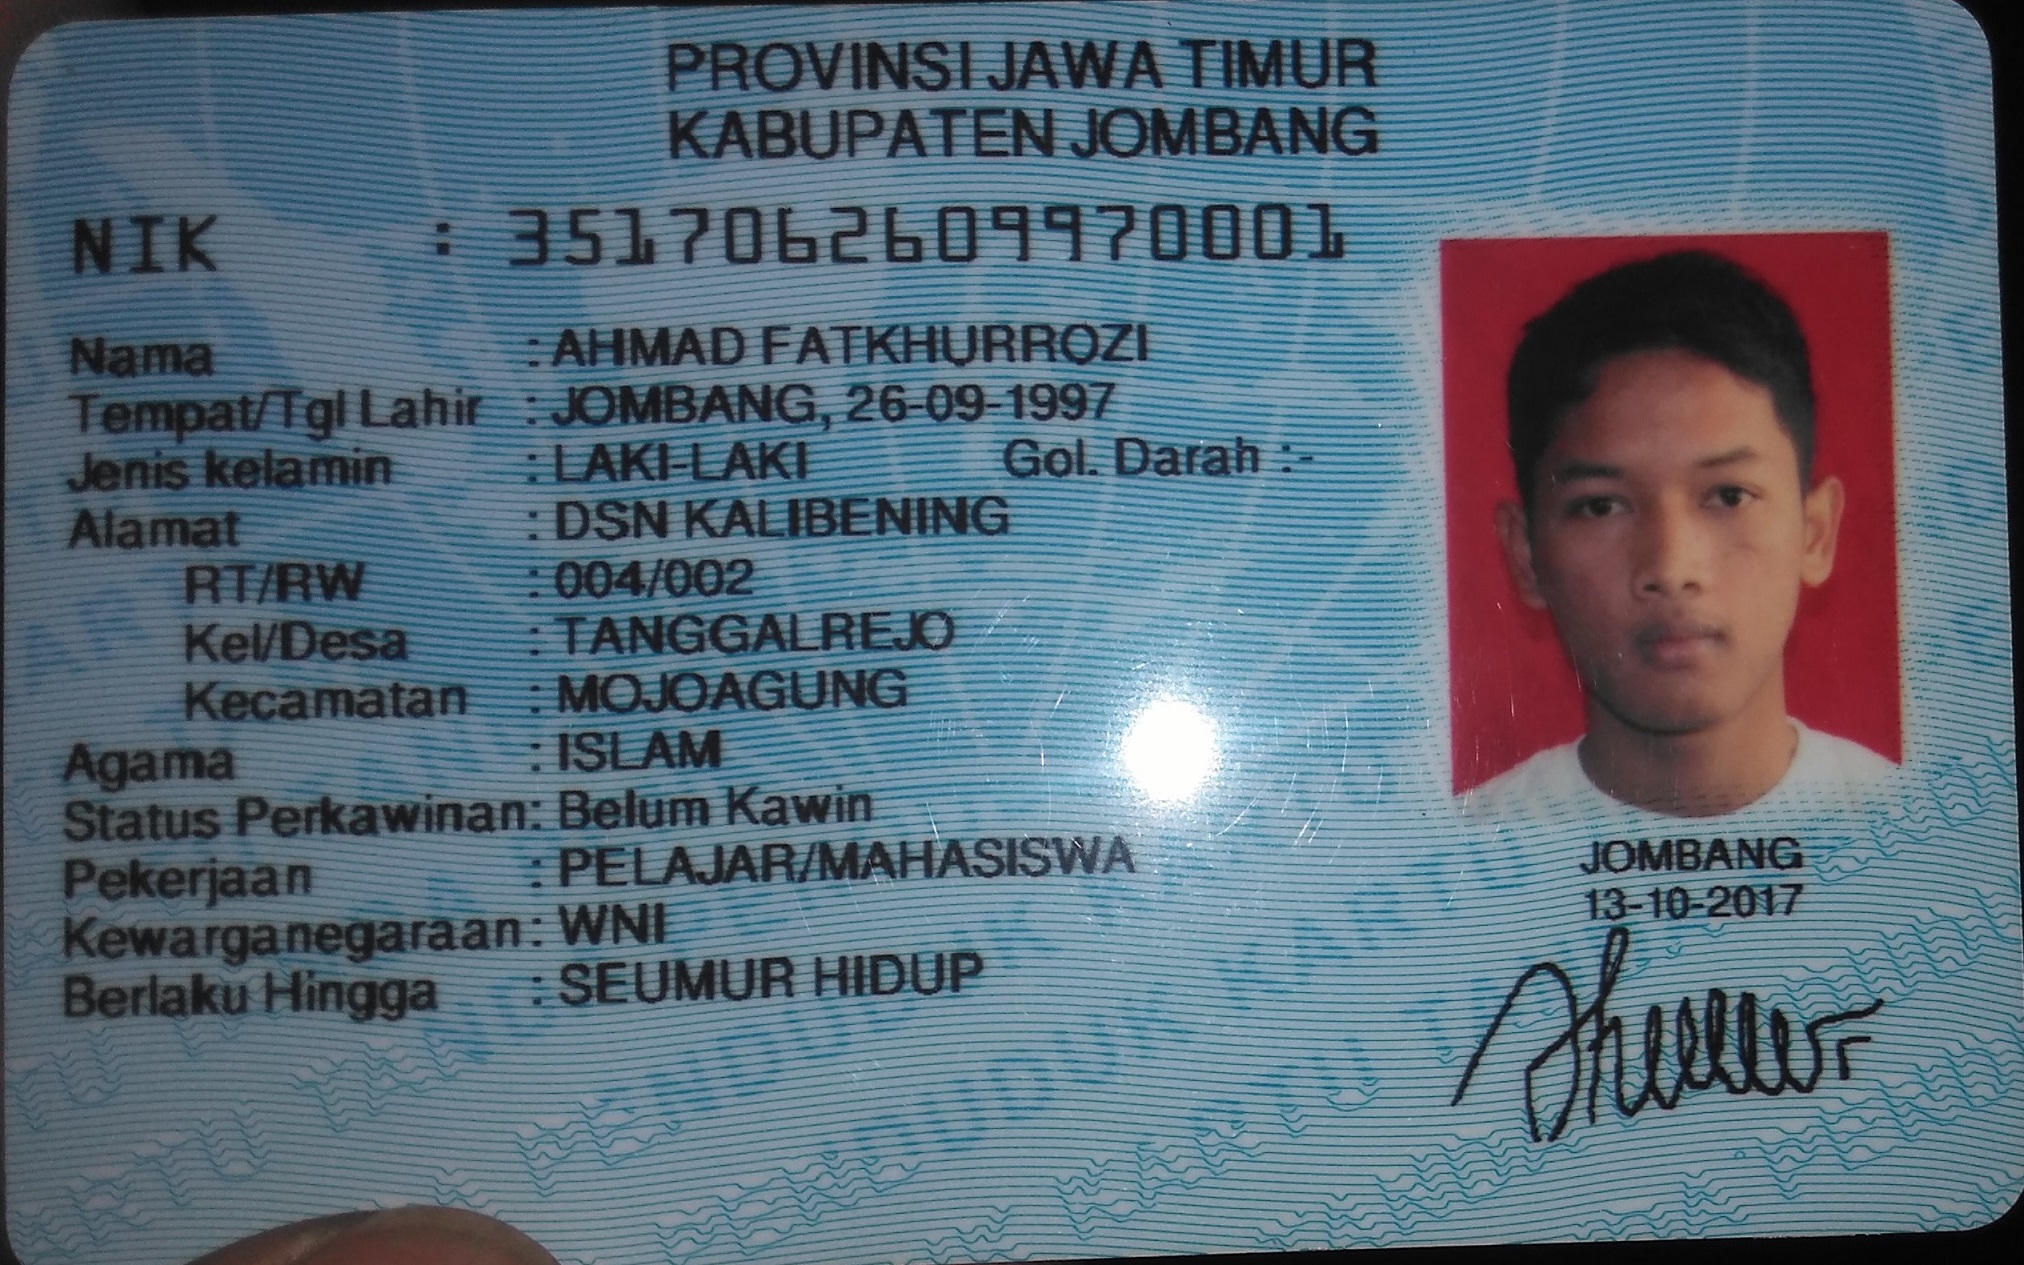 PROVINSI JAWA TIMUR
KABUPATEN JOMBANG
NIK : 3517062609970001
Nama : AHMAD FATKHURROZI
Tempat/Tgl Lahir : JOMBANG, 26-09-1997
Jenis kelamin : LAKI-LAKI Gol. Darah :-
Alamat : DSN KALIBENING
RT/RW : 004/002
Kel/Desa : TANGGALREJO
Kecamatan : MOJOAGUNG
Agama : ISLAM
Status Perkawinan: Belum Kawin
Pekerjaan : PELAJAR/MAHASISWA
Kewarganegaraan: WNI
Berlaku Hingga : SEUMUR HIDUP
JOMBANG
13-10-2017